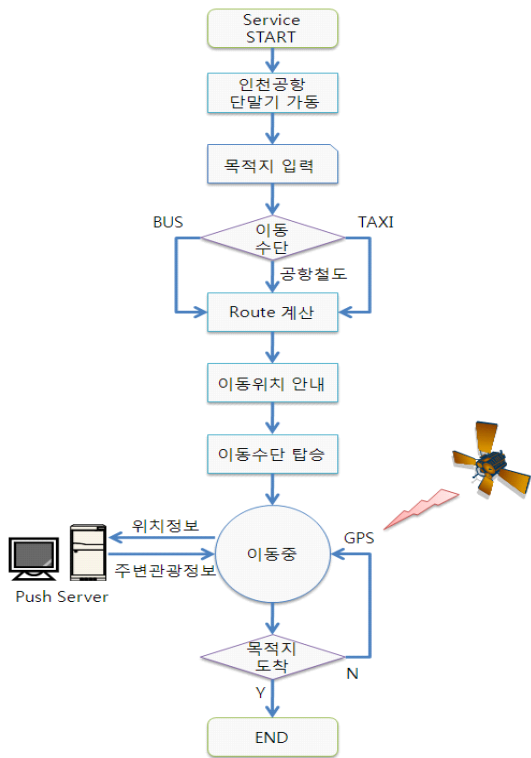 Service
START
인천공항
단말기 가동
목적지 입력
BUS
이동
수단
TAXI
공항철도
Route 계산
이동위치 안내
이동수단 탑승
위치정보
이동중
GPS
주변관광정보
Push Server
목적지
도착
N
Y
END